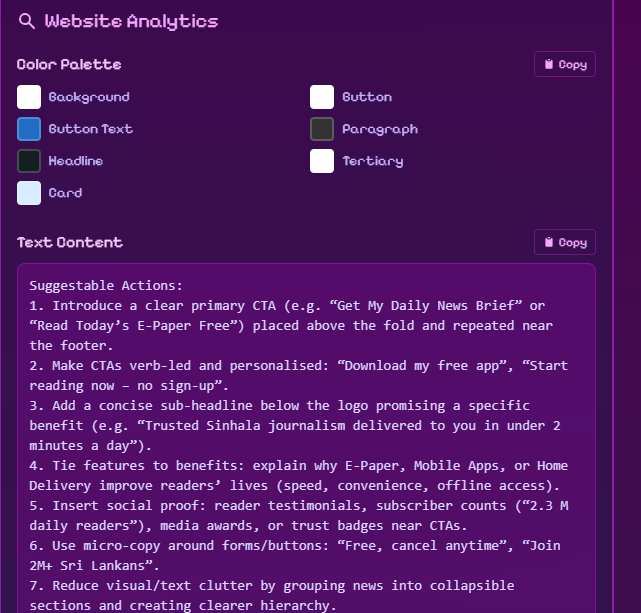 Website Analytics
Color Palette
Copy
Background
Button
Button Text
Paragraph
Headline
Tertiary
Card
Text Content
Copy
Suggestable Actions:
1. Introduce a clear primary CTA (e.g. “Get My Daily News Brief” or
“Read Today’s E-Paper Free”) placed above the fold and repeated near
the footer.
2. Make CTAs verb-led and personalised: “Download my free app”, “Start
reading now – no sign-up”.
3. Add a concise sub-headline below the logo promising a specific
benefit (e.g. “Trusted Sinhala journalism delivered to you in under 2
minutes a day”).
4. Tie features to benefits: explain why E-Paper, Mobile Apps, or Home
Delivery improve readers’ lives (speed, convenience, offline access).
5. Insert social proof: reader testimonials, subscriber counts (“2.3 M
daily readers”), media awards, or trust badges near CTAs.
6. Use micro-copy around forms/buttons: “Free, cancel anytime”, “Join
2M+ Sri Lankans”.
7. Reduce visual/text clutter by grouping news into collapsible
sections and creating clearer hierarchy.